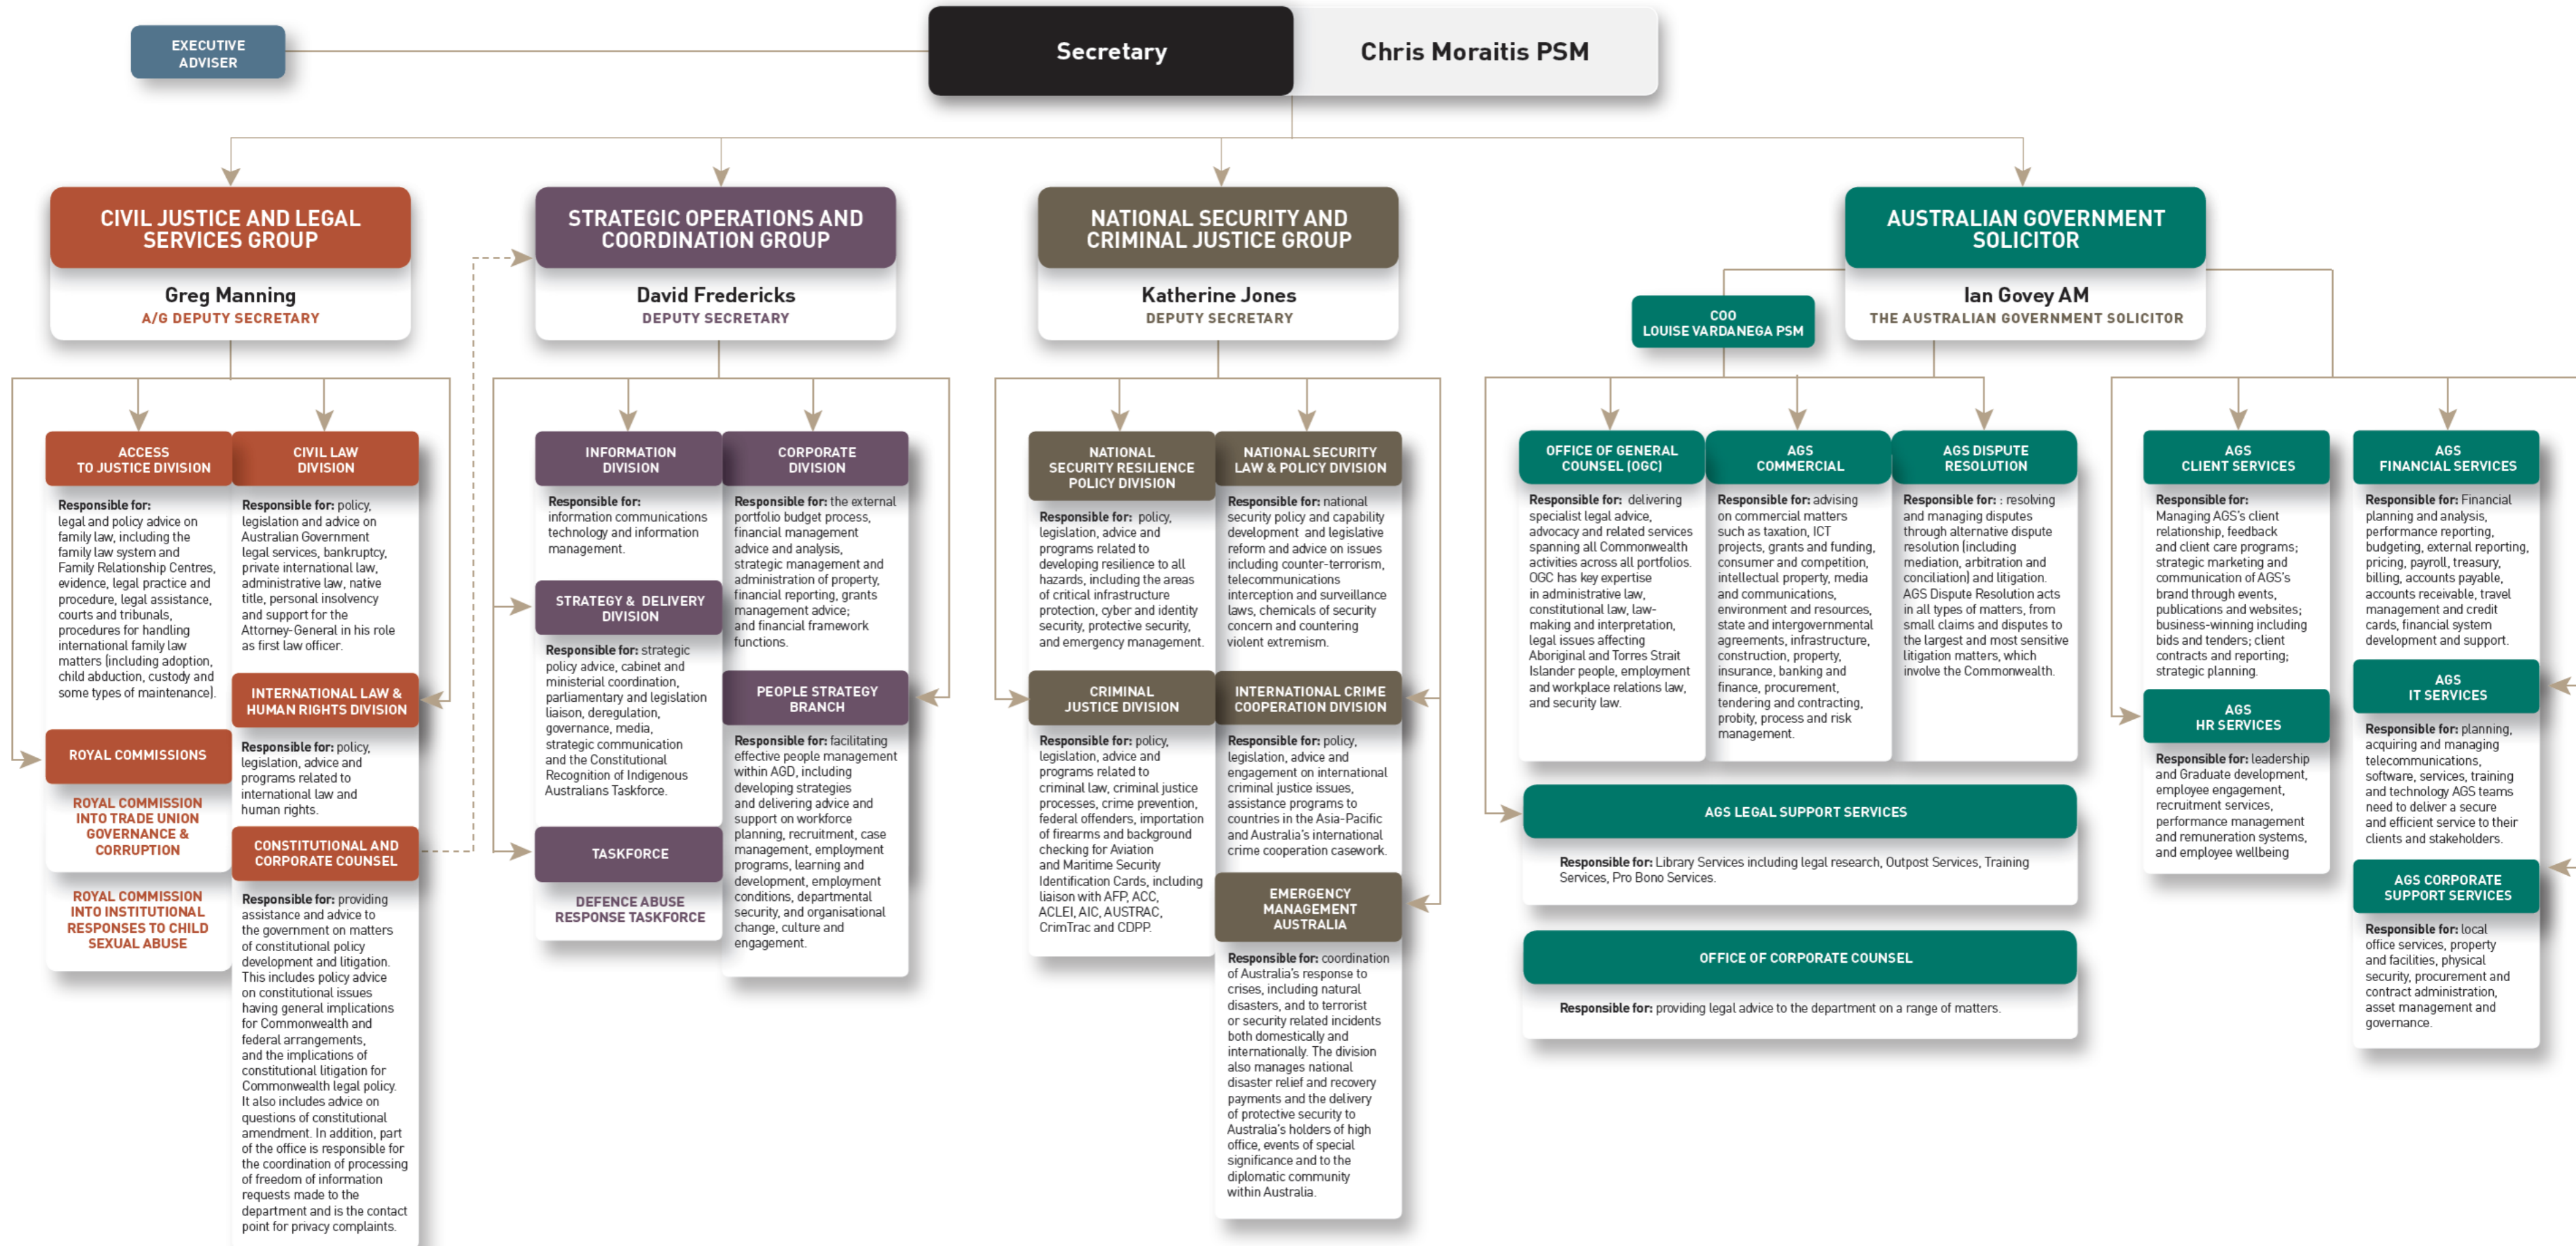 EXECUTIVE
ADVISER
Secretary
Chris Moraitis PSM
CIVIL JUSTICE AND LEGAL
SERVICES GROUP
Greg Manning
A/G DEPUTY SECRETARY
ACCESS
TO JUSTICE DIVISION
Responsible for:
legal and policy advice on
family law, including the
family law system and
Family Relationship Centres,
evidence, legal practice and
procedure, legal assistance,
courts and tribunals,
procedures for handling
international family law
matters (including adoption,
child abduction, custody and
some types of maintenance).
ROYAL COMMISSIONS
ROYAL COMMISSION
INTO TRADE UNION
GOVERNANCE &
CORRUPTION
ROYAL COMMISSION
INTO INSTITUTIONAL
RESPONSES TO CHILD
SEXUAL ABUSE
CIVIL LAW
DIVISION
Responsible for: policy,
legislation and advice on
Australian Government
legal services, bankruptcy,
private international law,
administrative law, native
title, personal insolvency
and support for the
Attorney-General in his role
as first law officer.
INTERNATIONAL LAW &
HUMAN RIGHTS DIVISION
Responsible for: policy,
legislation, advice and
programs related to
international law and
human rights.
CONSTITUTIONAL AND
CORPORATE COUNSEL
Responsible for: providing
assistance and advice to
the government on matters
of constitutional policy
development and litigation.
This includes policy advice
on constitutional issues
having general implications
for Commonwealth and
federal arrangements,
and the implications of
constitutional litigation for
Commonwealth legal policy.
It also includes advice on
questions of constitutional
amendment. In addition, part
of the office is responsible for
the coordination of processing
of freedom of information
requests made to the
department and is the contact
point for privacy complaints.
STRATEGIC OPERATIONS AND
COORDINATION GROUP
David Fredericks
DEPUTY SECRETARY
INFORMATION
DIVISION
Responsible for:
information communications
technology and information
management.
STRATEGY & DELIVERY
DIVISION
Responsible for: strategic
policy advice, cabinet and
ministerial coordination,
parliamentary and legislation
liaison, deregulation,
governance, media,
strategic communication
and the Constitutional
Recognition of Indigenous
Australians Taskforce.
TASKFORCE
DEFENCE ABUSE
RESPONSE TASKFORCE
CORPORATE
DIVISION
Responsible for: the external
portfolio budget process,
financial management
advice and analysis,
strategic management and
administration of property,
financial reporting, grants
management advice;
and financial framework
functions.
PEOPLE STRATEGY
BRANCH
Responsible for: facilitating
effective people management
within AGD, including
developing strategies
and delivering advice and
support on workforce
planning, recruitment, case
management, employment
programs, learning and
development, employment
conditions, departmental
security, and organisational
change, culture and
engagement.
NATIONAL SECURITY AND
CRIMINAL JUSTICE GROUP
Katherine Jones
DEPUTY SECRETARY
NATIONAL
SECURITY RESILIENCE
POLICY DIVISION
Responsible for: policy,
legislation, advice and
programs related to
developing resilience to all
hazards, including the areas
of critical infrastructure
protection, cyber and identity
security, protective security,
and emergency management.
CRIMINAL
JUSTICE DIVISION
Responsible for: policy,
legislation, advice and
programs related to
criminal law, criminal justice
processes, crime prevention,
federal offenders, importation
of firearms and background
checking for Aviation
and Maritime Security
Identification Cards, including
liaison with AFP, ACC,
ACLEI, AIC, AUSTRAC,
CrimTrac and CDPP.
NATIONAL SECURITY
LAW & POLICY DIVISION
Responsible for: national
security policy and capability
development and legislative
reform and advice on issues
including counter-terrorism,
telecommunications
interception and surveillance
laws, chemicals of security
concern and countering
violent extremism.
INTERNATIONAL CRIME
COOPERATION DIVISION
Responsible for: policy,
legislation, advice and
engagement on international
criminal justice issues,
assistance programs to
countries in the Asia-Pacific
and Australia's international
crime cooperation casework.
EMERGENCY
MANAGEMENT
AUSTRALIA
Responsible for: coordination
of Australia's response to
crises, including natural
disasters, and to terrorist
or security related incidents
both domestically and
internationally. The division
also manages national
disaster relief and recovery
payments and the delivery
of protective security to
Australia's holders of high
office, events of special
significance and to the
diplomatic community
within Australia.
AUSTRALIAN GOVERNMENT
SOLICITOR
Ian Govey AM
THE AUSTRALIAN GOVERNMENT SOLICITOR
COO
LOUISE VARDANEGA PSM
OFFICE OF GENERAL
COUNSEL (OGC)
Responsible for: delivering
specialist legal advice,
advocacy and related services
spanning all Commonwealth
activities across all portfolios.
OGC has key expertise
in administrative law,
constitutional law, law-
making and interpretation,
legal issues affecting
Aboriginal and Torres Strait
Islander people, employment
and workplace relations law,
and security law.
AGS
COMMERCIAL
Responsible for: advising
on commercial matters
such as taxation, ICT
projects, grants and funding,
consumer and competition,
intellectual property, media
and communications,
environment and resources,
state and intergovernmental
agreements, infrastructure,
construction, property,
insurance, banking and
finance, procurement,
tendering and contracting,
probity, process and risk
management.
AGS DISPUTE
RESOLUTION
Responsible for: : resolving
and managing disputes
through alternative dispute
resolution (including
mediation, arbitration and
conciliation) and litigation.
AGS Dispute Resolution acts
in all types of matters, from
small claims and disputes to
the largest and most sensitive
litigation matters, which
involve the Commonwealth.
AGS LEGAL SUPPORT SERVICES
Responsible for: Library Services including legal research, Outpost Services, Training
Services, Pro Bono Services.
OFFICE OF CORPORATE COUNSEL
Responsible for: providing legal advice to the department on a range of matters.
AGS
CLIENT SERVICES
Responsible for:
Managing AGS's client
relationship, feedback
and client care programs;
strategic marketing and
communication of AGS's
brand through events,
publications and websites;
business-winning including
bids and tenders; client
contracts and reporting;
strategic planning.
AGS
HR SERVICES
Responsible for: leadership
and Graduate development,
employee engagement,
recruitment services,
performance management
and remuneration systems,
and employee wellbeing
AGS
FINANCIAL SERVICES
Responsible for: Financial
planning and analysis,
performance reporting,
budgeting, external reporting,
pricing, payroll, treasury,
billing, accounts payable,
accounts receivable, travel
management and credit
cards, financial system
development and support.
AGS
IT SERVICES
Responsible for: planning,
acquiring and managing
telecommunications,
software, services, training
and technology AGS teams
need to deliver a secure
and efficient service to their
clients and stakeholders.
AGS CORPORATE
SUPPORT SERVICES
Responsible for: local
office services, property
and facilities, physical
security, procurement and
contract administration,
asset management and
governance.